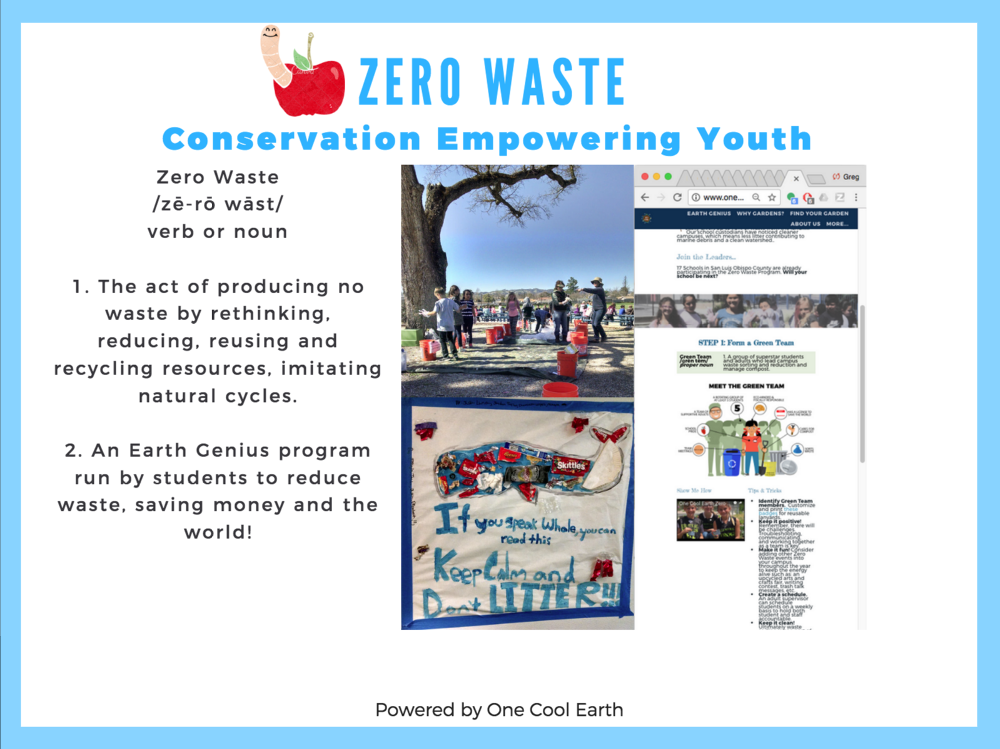 ZERO WASTE
Conservation Empowering Youth
Zero Waste
/zē-rō wāst/
verb or noun
1. The act of producing no
waste by rethinking,
reducing, reusing and
recycling resources, imitating
natural cycles.
2. An Earth Genius program
run by students to reduce
waste, saving money and the
world!
Skittles
If you speak Whale, you can
read this
Keep Calm and
Don't LITTER!!!
Greg
www.one...
EARTH GENIUS WHY GARDENS? FIND YOUR GARDEN
ABOUT US MORE...
Our school custodians have noticed cleaner
campuses, which means less litter contributing to
marine debris and a clean watershed.
Join the Leaders...
17 Schools in San Luis Obispo County are already
participating in the Zero Waste Program. Will your
school be next?
STEP 1: Form a Green Team
Green Team
/grēn tēm/
proper noun
1. A group of superstar students
and adults who lead campus
waste sorting and reduction and
manage compost.
MEET THE GREEN TEAM
A ROTATING GROUP OF
AT LEAST 5 STUDENTS
5
A TEAM OF
SUPPORTIVE ADULTS
SCHOOL
PRIDE
Show Me How
One Cool Earth Zero
Tips & Tricks
Identify Green Team
members. Customize
and print these
badges for reusable
lanyards.
Keep it positive!
Remember, there will
be challenges.
Troubleshooting,
communicating,
and working together
as a team is key.
Make it fun! Consider
adding other Zero
Waste events into
your campus
throughout the year
to keep the energy
alive such as: an
upcycled arts and
crafts fair, writing
contest, trash talk
messages, etc.
Create a schedule.
An adult supervisor
can schedule
students on a weekly
basis to hold both
student and staff
accountable.
Keep it clean!
Ultimately waste
Powered by One Cool Earth